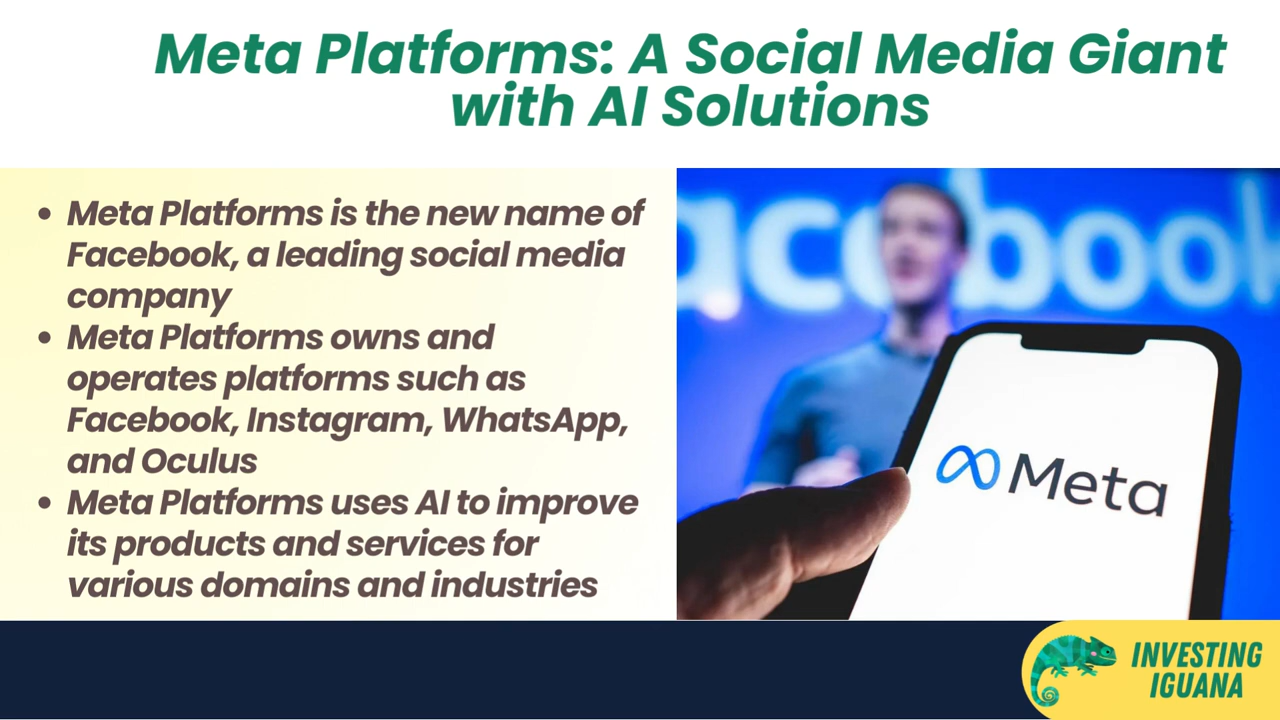 Meta Platforms: A Social Media Giant
with AI Solutions
Meta Platforms is the new name of
Facebook, a leading social media
company
Meta Platforms owns and
operates platforms such as
Facebook, Instagram, WhatsApp,
and Oculus
Meta Platforms uses AI to improve
its products and services for
various domains and industries
acebook
Meta
INVESTING
IGUANA